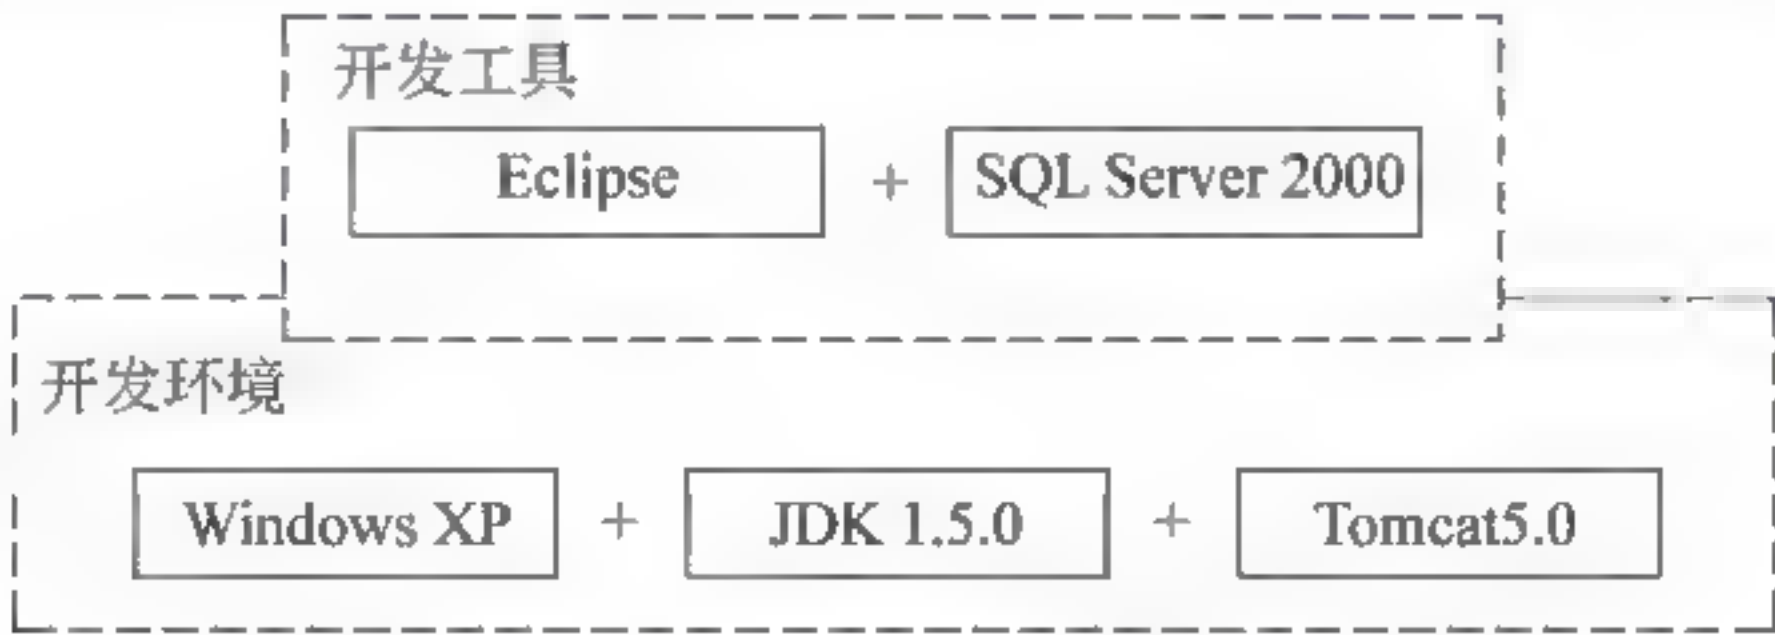 开发工具
Eclipse + SQL Server 2000
开发环境
Windows XP + JDK 1.5.0 + Tomcat5.0